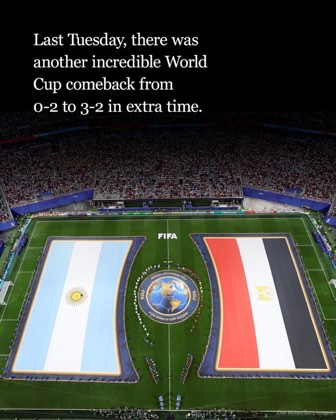 Last Tuesday, there was
another incredible World
Cup comeback from
0-2 to 3-2 in extra time.
FIFA